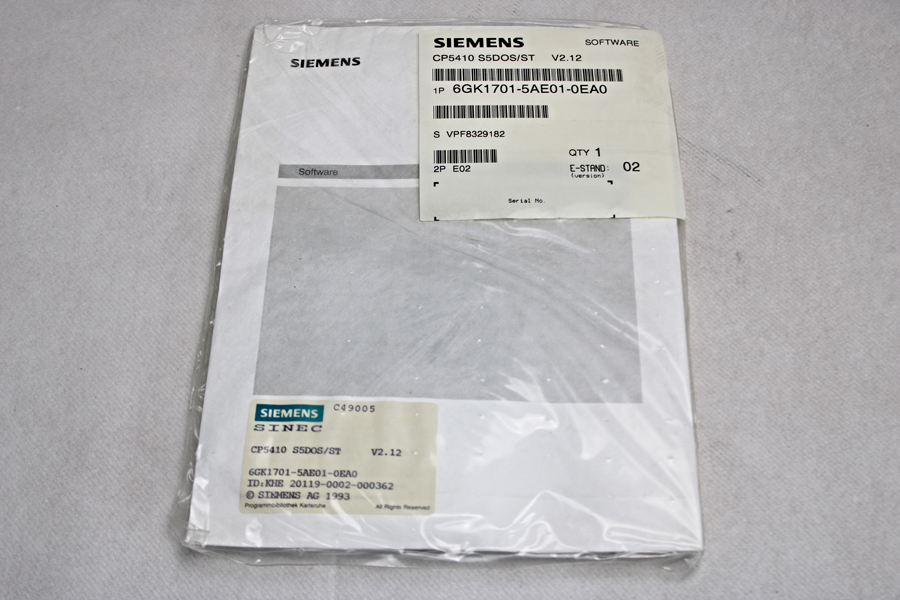 SIEMENS
Software
SIEMENS SOFTWARE
CP5410 S5DOS/ST V2.12
1P 6GK1701-5AE01-0EA0
S VPF8329182
QTY 1
2P E02
E-STAND: 02
(version)
Serial No.
SIEMENS C49005
SINEC
CP5410 S5DOS/ST V2.12
6GK1701-5AE01-0EA0
ID:KHE 20119-0002-000362
© SIEMENS AG 1993
Programmbibliothek Karlsruhe All Rights Reserved